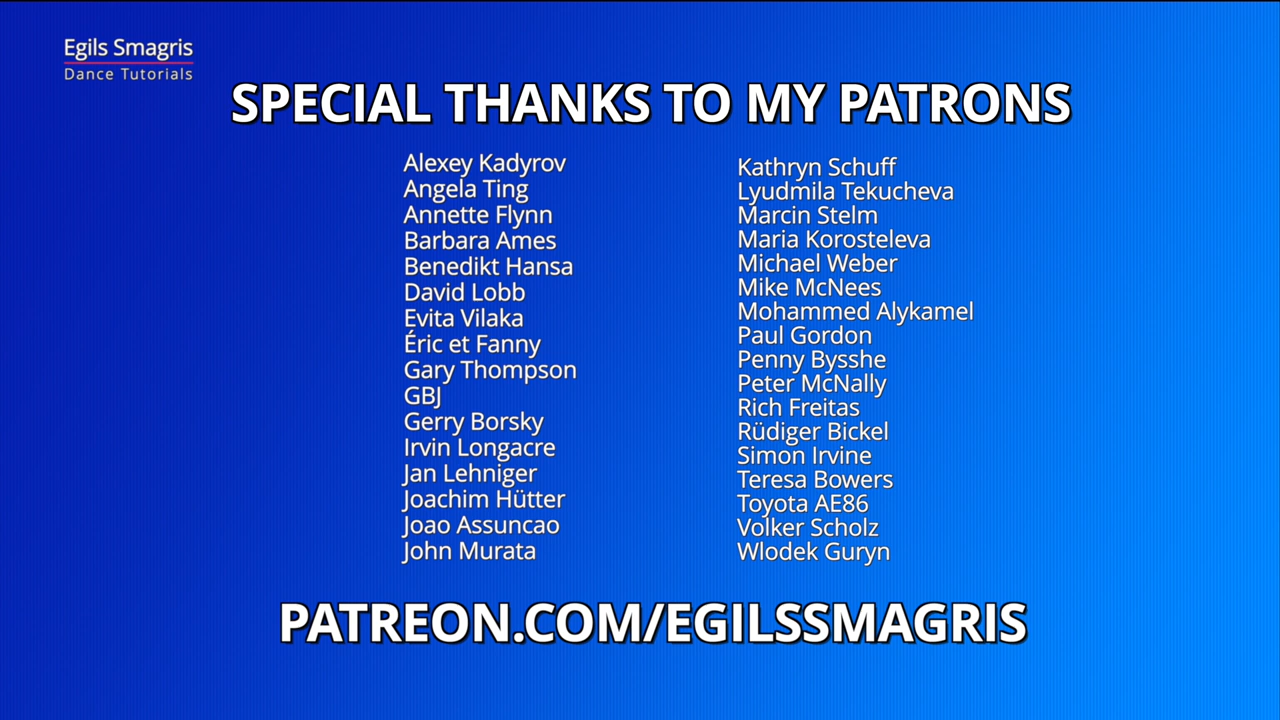 Egils Smagris
Dance Tutorials
SPECIAL THANKS TO MY PATRONS
Alexey Kadyrov
Angela Ting
Annette Flynn
Barbara Ames
Benedikt Hansa
David Lobb
Evita Vilaka
Éric et Fanny
Gary Thompson
GBJ
Gerry Borsky
Irvin Longacre
Jan Lehniger
Joachim Hütter
Joao Assuncao
John Murata
Kathryn Schuff
Lyudmila Tekucheva
Marcin Stelm
Maria Korosteleva
Michael Weber
Mike McNees
Mohammed Alykamel
Paul Gordon
Penny Bysshe
Peter McNally
Rich Freitas
Rüdiger Bickel
Simon Irvine
Teresa Bowers
Toyota AE86
Volker Scholz
Wlodek Guryn
PATREON.COM/EGILSSMAGRIS